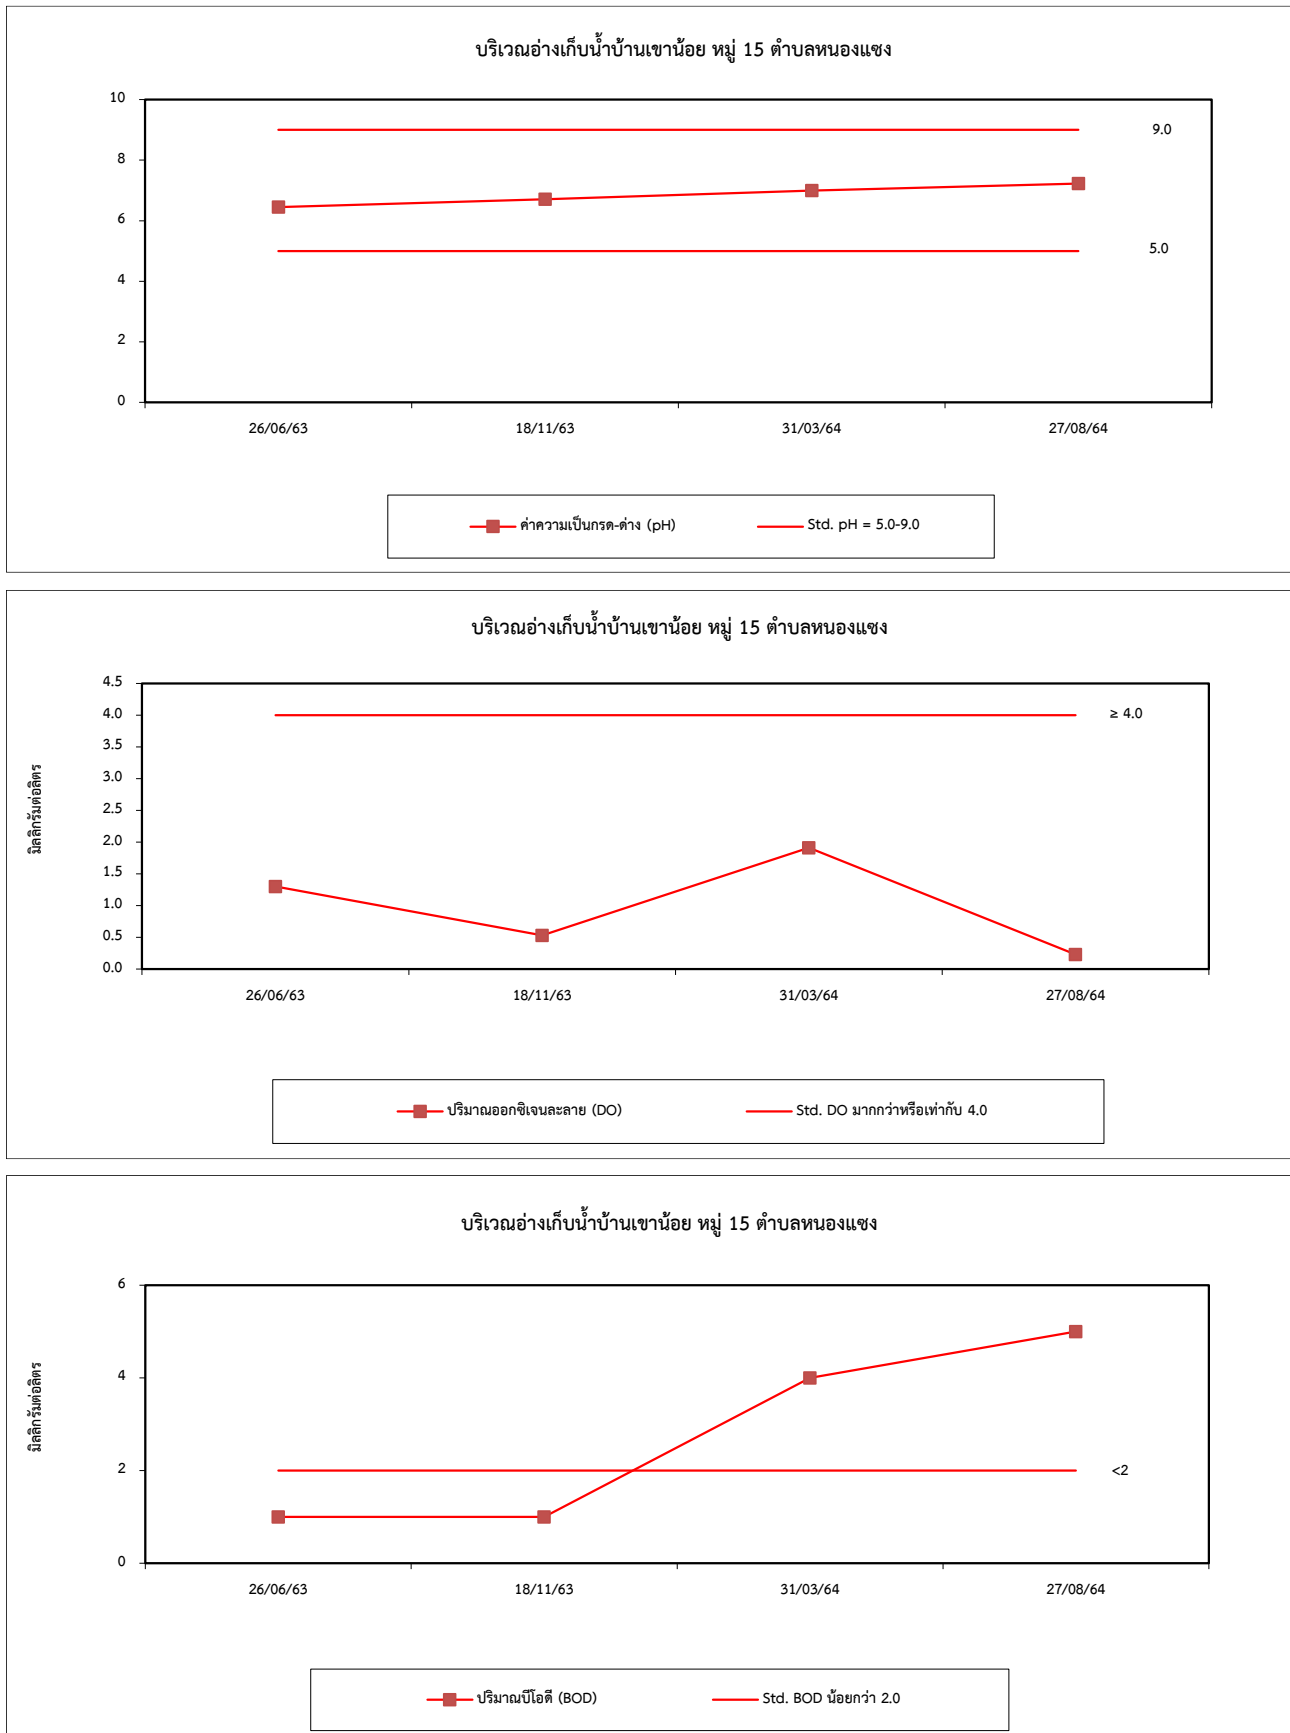 บริเวณอ่างเก็บน้ำบ้านเขาน้อย หมู่ 15 ตำบลหนองแซง
10
8
6
4
2
0
9.0
5.0
26/06/63 18/11/63 31/03/64 27/08/64
ค่าความเป็นกรด-ด่าง (pH) Std. pH = 5.0-9.0
บริเวณอ่างเก็บน้ำบ้านเขาน้อย หมู่ 15 ตำบลหนองแซง
มิลลิกรัมต่อลิตร
4.5
4.0
3.5
3.0
2.5
2.0
1.5
1.0
0.5
0.0
≥ 4.0
26/06/63 18/11/63 31/03/64 27/08/64
ปริมาณออกซิเจนละลาย (DO) Std. DO มากกว่าหรือเท่ากับ 4.0
บริเวณอ่างเก็บน้ำบ้านเขาน้อย หมู่ 15 ตำบลหนองแซง
มิลลิกรัมต่อลิตร
6
4
2
0
<2
26/06/63 18/11/63 31/03/64 27/08/64
ปริมาณบีโอดี (BOD) Std. BOD น้อยกว่า 2.0